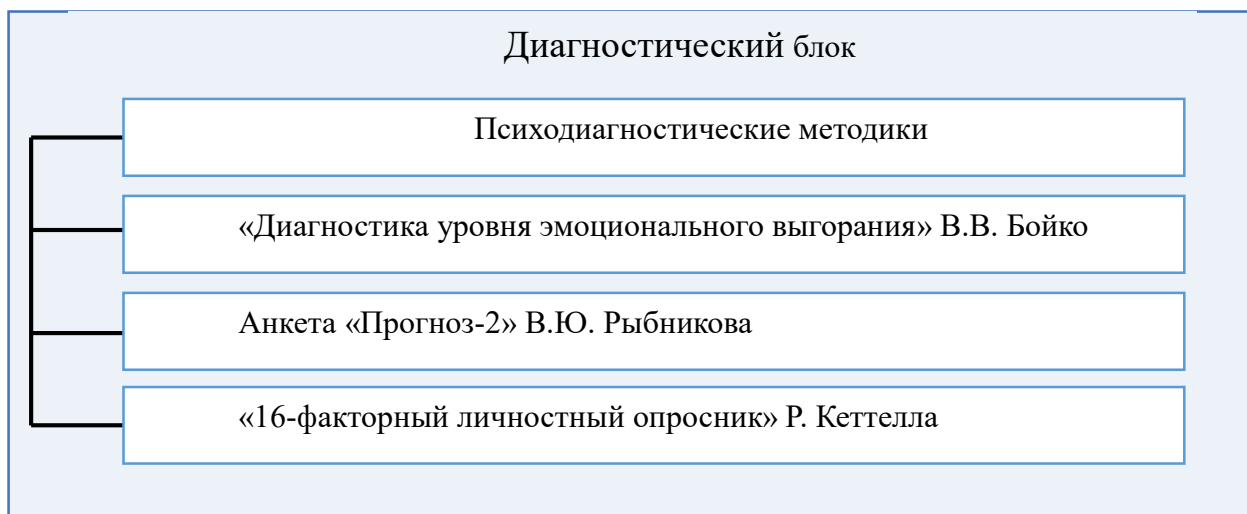 Диагностический блок
Психодиагностические методики
«Диагностика уровня эмоционального выгорания» В.В. Бойко
Анкета «Прогноз-2» В.Ю. Рыбникова
«16-факторный личностный опросник» Р. Кеттелла